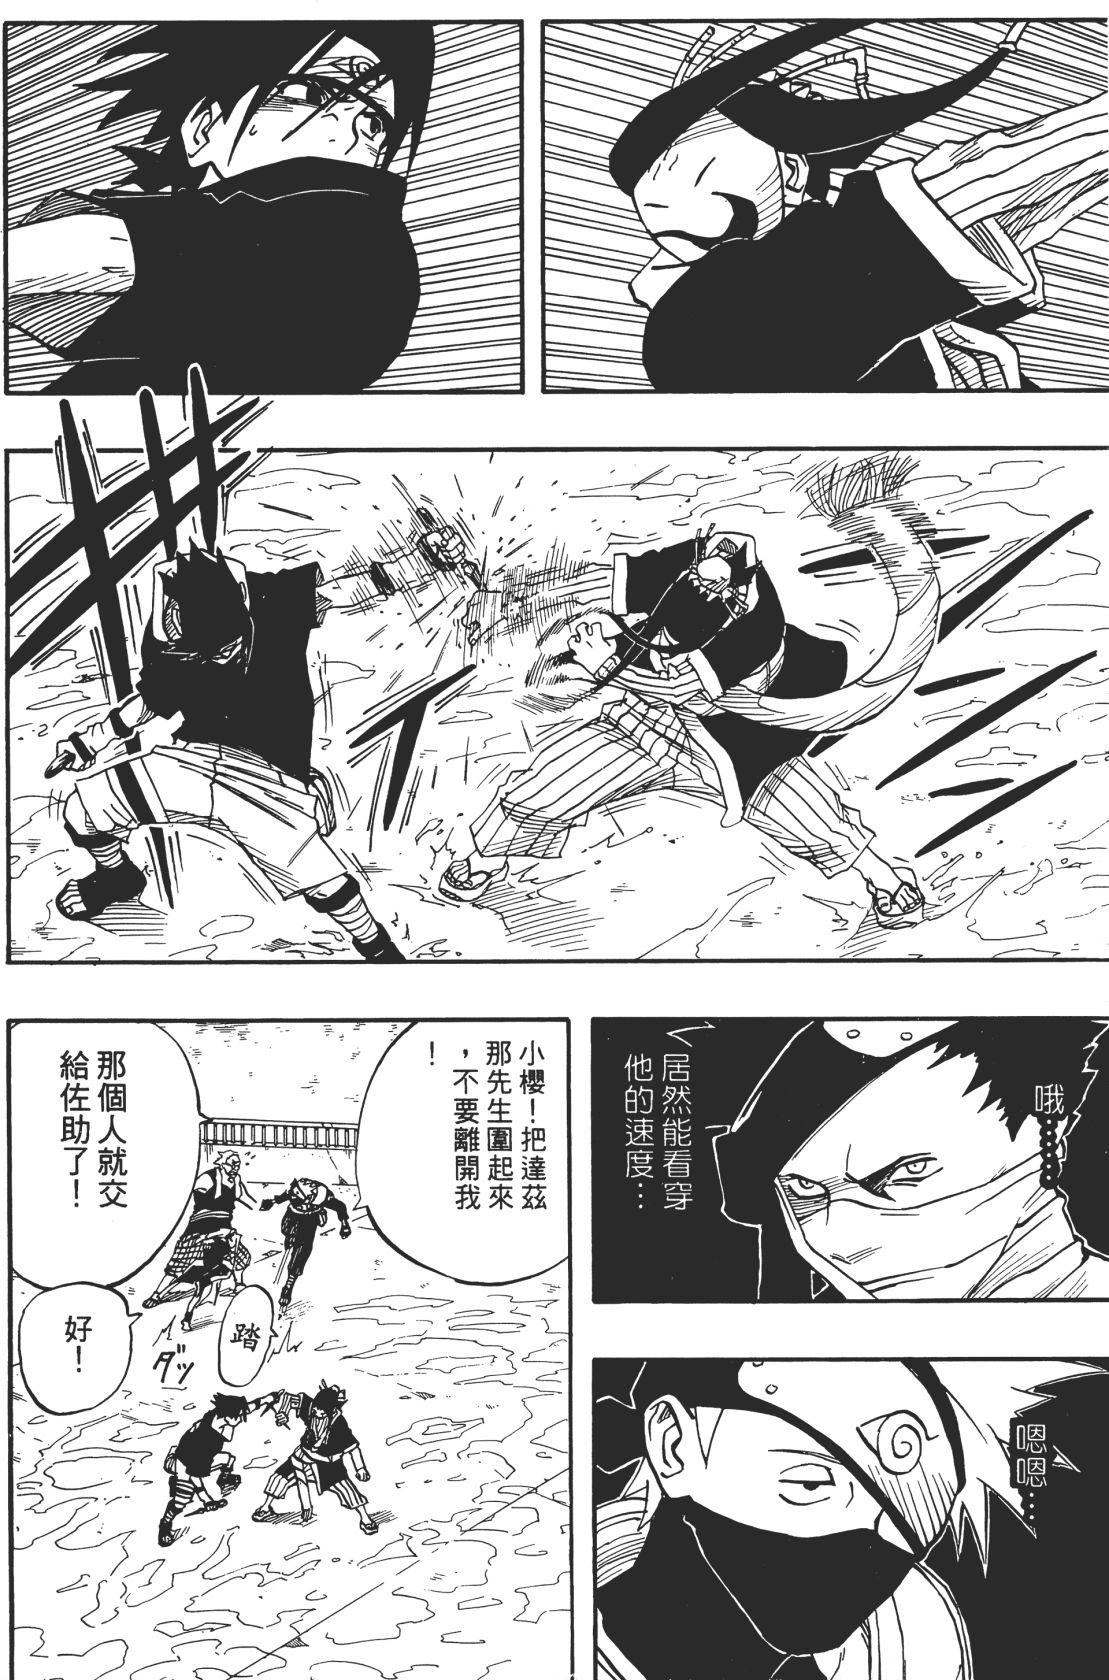 哦……
居然能看穿
他的速度…
嗯嗯…
小櫻！把達茲
那先生圍起來
，不要離開我
！
那個人就交
給佐助了！
踏
ダッ
好！